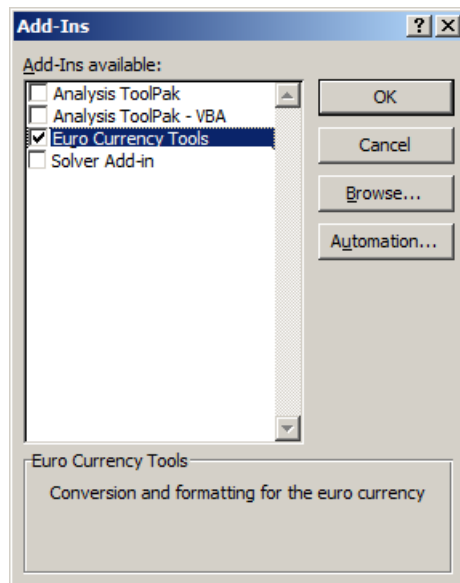 Add-Ins
Add-Ins available:
Analysis ToolPak
Analysis ToolPak - VBA
Euro Currency Tools
Solver Add-in
OK
Cancel
Browse...
Automation...
Euro Currency Tools
Conversion and formatting for the euro currency